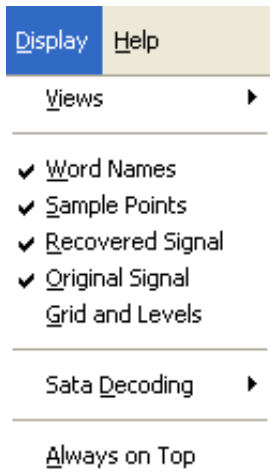 Display Help
Views
Word Names
Sample Points
Recovered Signal
Original Signal
Grid and Levels
Sata Decoding
Always on Top